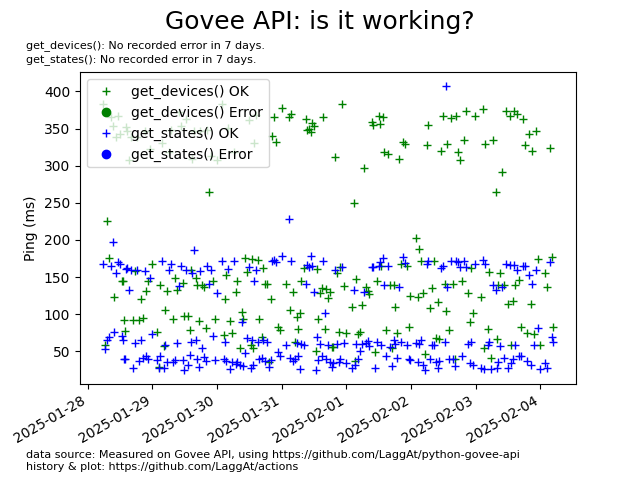 Govee API: is it working?
get_devices(): No recorded error in 7 days.
get_states(): No recorded error in 7 days.
get_devices() OK
get_devices() Error
get_states() OK
get_states() Error
Ping (ms)
400
350
300
250
200
150
100
50
2025-01-28
2025-01-29
2025-01-30
2025-01-31
2025-02-01
2025-02-02
2025-02-03
2025-02-04
data source: Measured on Govee API, using https://github.com/LaggAt/python-govee-api
history & plot: https://github.com/LaggAt/actions